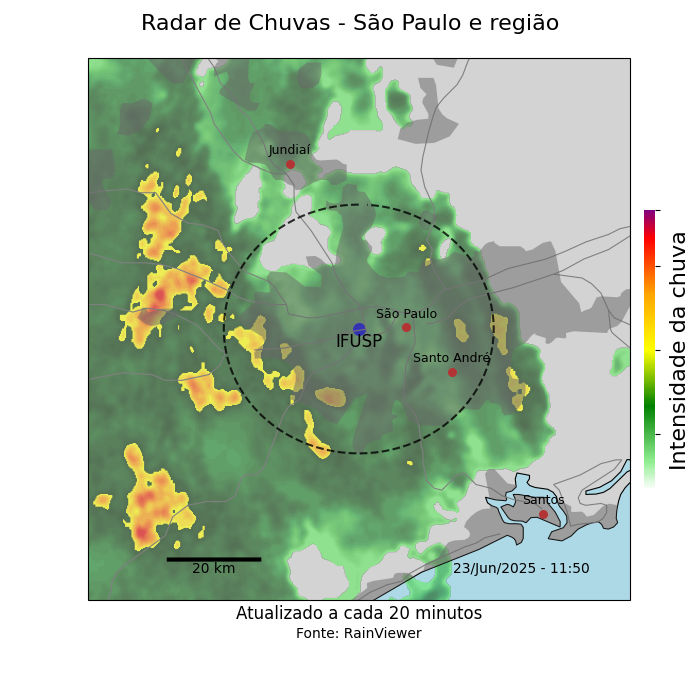 Radar de Chuvas - São Paulo e região
Jundiaí
São Paulo
IFUSP
Santo André
Santos
20 km
23/Jun/2025 - 11:50
Intensidade da chuva
Atualizado a cada 20 minutos
Fonte: RainViewer